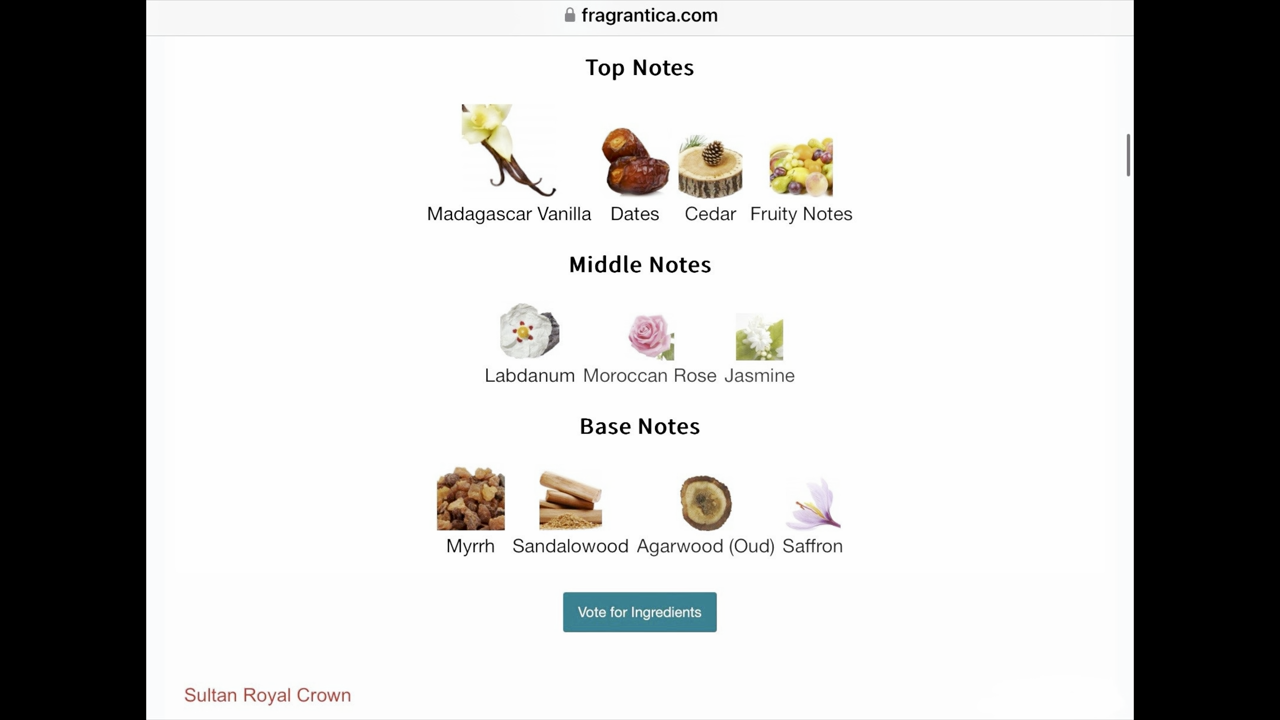 fragrantica.com
Top Notes
Madagascar Vanilla Dates Cedar Fruity Notes
Middle Notes
Labdanum Moroccan Rose Jasmine
Base Notes
Myrrh Sandalowood Agarwood (Oud) Saffron
Vote for Ingredients
Sultan Royal Crown